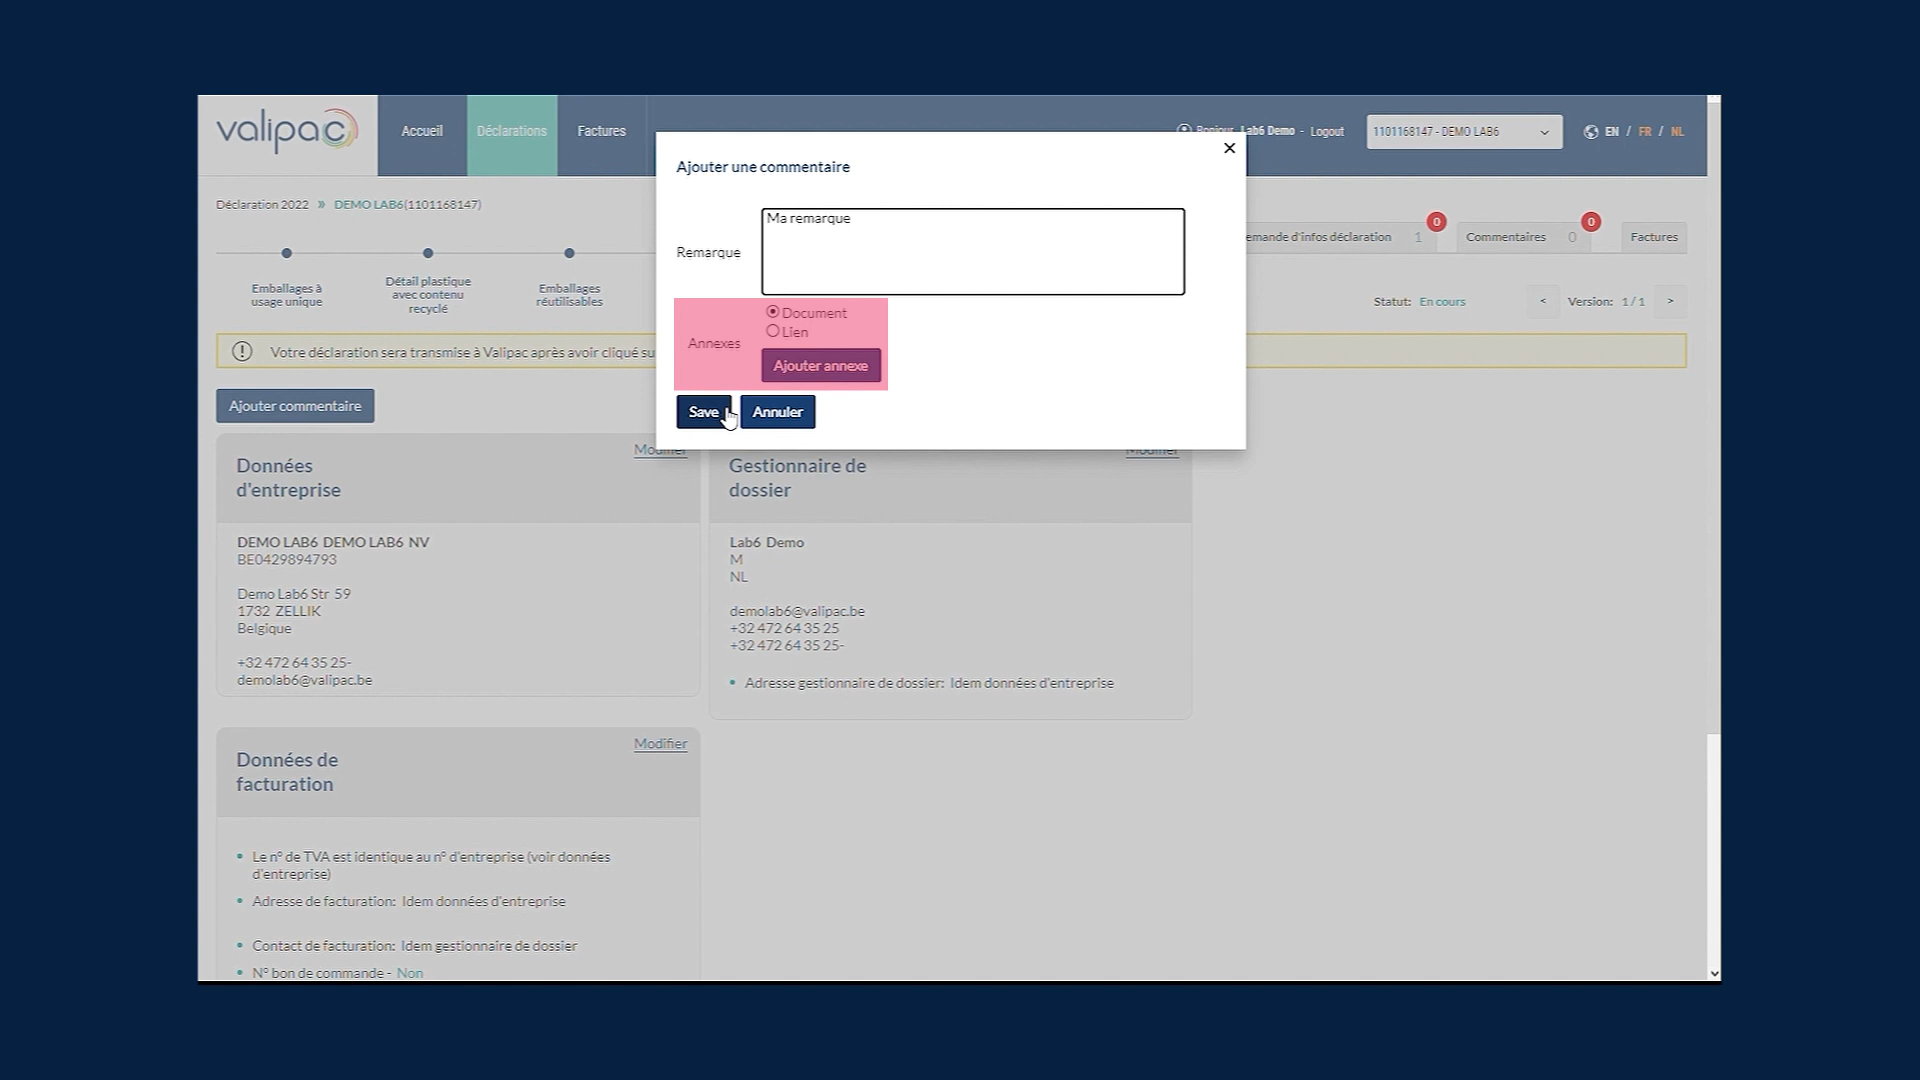 valipac
Accueil
Déclarations
Factures
Bonjour, Lab6 Demo - Logout
1101168147 - DEMO LAB6
EN / FR / NL
Déclaration 2022 » DEMO LAB6(1101168147)
Emballages à
usage unique
Détail plastique
avec contenu
recyclé
Emballages
réutilisables
emande d'infos déclaration 1 0
Commentaires 0 0
Factures
Statut: En cours
< Version: 1 / 1 >
Votre déclaration sera transmise à Valipac après avoir cliqué su
Ajouter commentaire
Ajouter une commentaire
×
Remarque
Ma remarque
Annexes
Document
Lien
Ajouter annexe
Save
Annuler
Données
d'entreprise
Modifier
DEMO LAB6 DEMO LAB6 NV
BE0429894793
Demo Lab6 Str 59
1732 ZELLIK
Belgique
+32 472 64 35 25-
demolab6@valipac.be
Gestionnaire de
dossier
Modifier
Lab6 Demo
M
NL
demolab6@valipac.be
+32 472 64 35 25
+32 472 64 35 25-
• Adresse gestionnaire de dossier: Idem données d'entreprise
Données de
facturation
Modifier
• Le n° de TVA est identique au n° d'entreprise (voir données
d'entreprise)
• Adresse de facturation: Idem données d'entreprise
• Contact de facturation: Idem gestionnaire de dossier
• N° bon de commande - Non